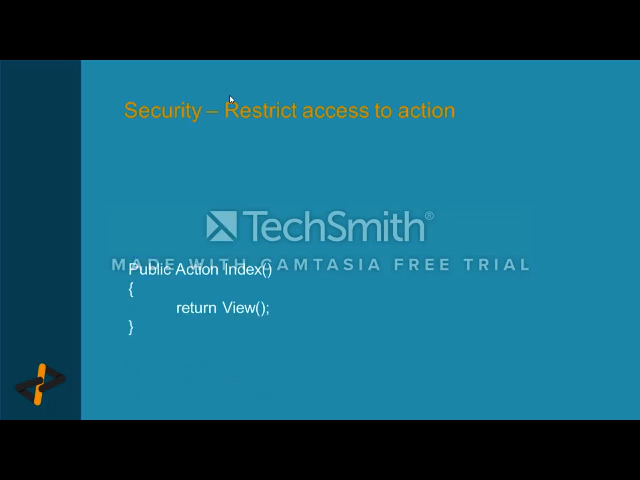 Security – Restrict access to action
TechSmith®
MADE WITH CAMTASIA FREE TRIAL
Public Action Index()
{
return View();
}